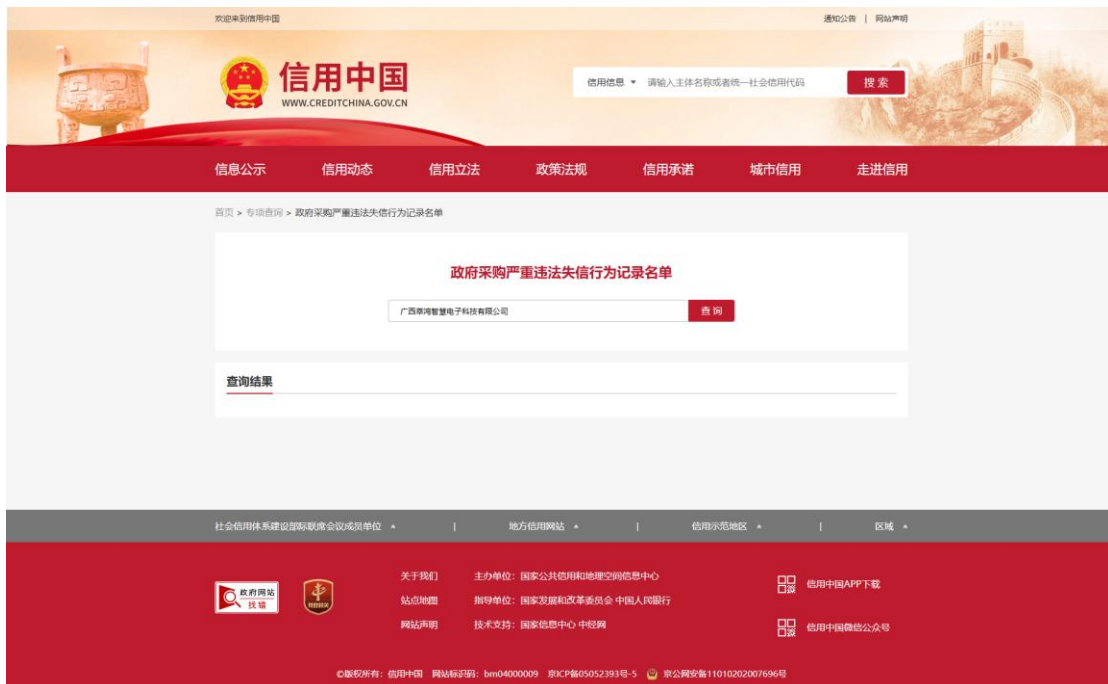 欢迎来到信用中国
通知公告 | 网站声明
信用中国
WWW.CREDITCHINA.GOV.CN
信用信息 请输入主体名称或者统一社会信用代码 搜索
信息公示 信用动态 信用立法 政策法规 信用承诺 城市信用 走进信用
首页 > 专项查询 > 政府采购严重违法失信行为记录名单
政府采购严重违法失信行为记录名单
广西覃鸿智慧电子科技有限公司 查询
查询结果
社会信用体系建设部际联席会议成员单位 | 地方信用网站 | 信用示范地区 | 区域
政府网站
找错
党政机关
关于我们 主办单位：国家公共信用和地理空间信息中心
站点地图 指导单位：国家发展和改革委员会 中国人民银行
网站声明 技术支持：国家信息中心 中经网
信用中国APP下载
信用中国微信公众号
©版权所有：信用中国 网站标识码：bm04000009 京ICP备05052393号-5 京公网安备11010202007696号